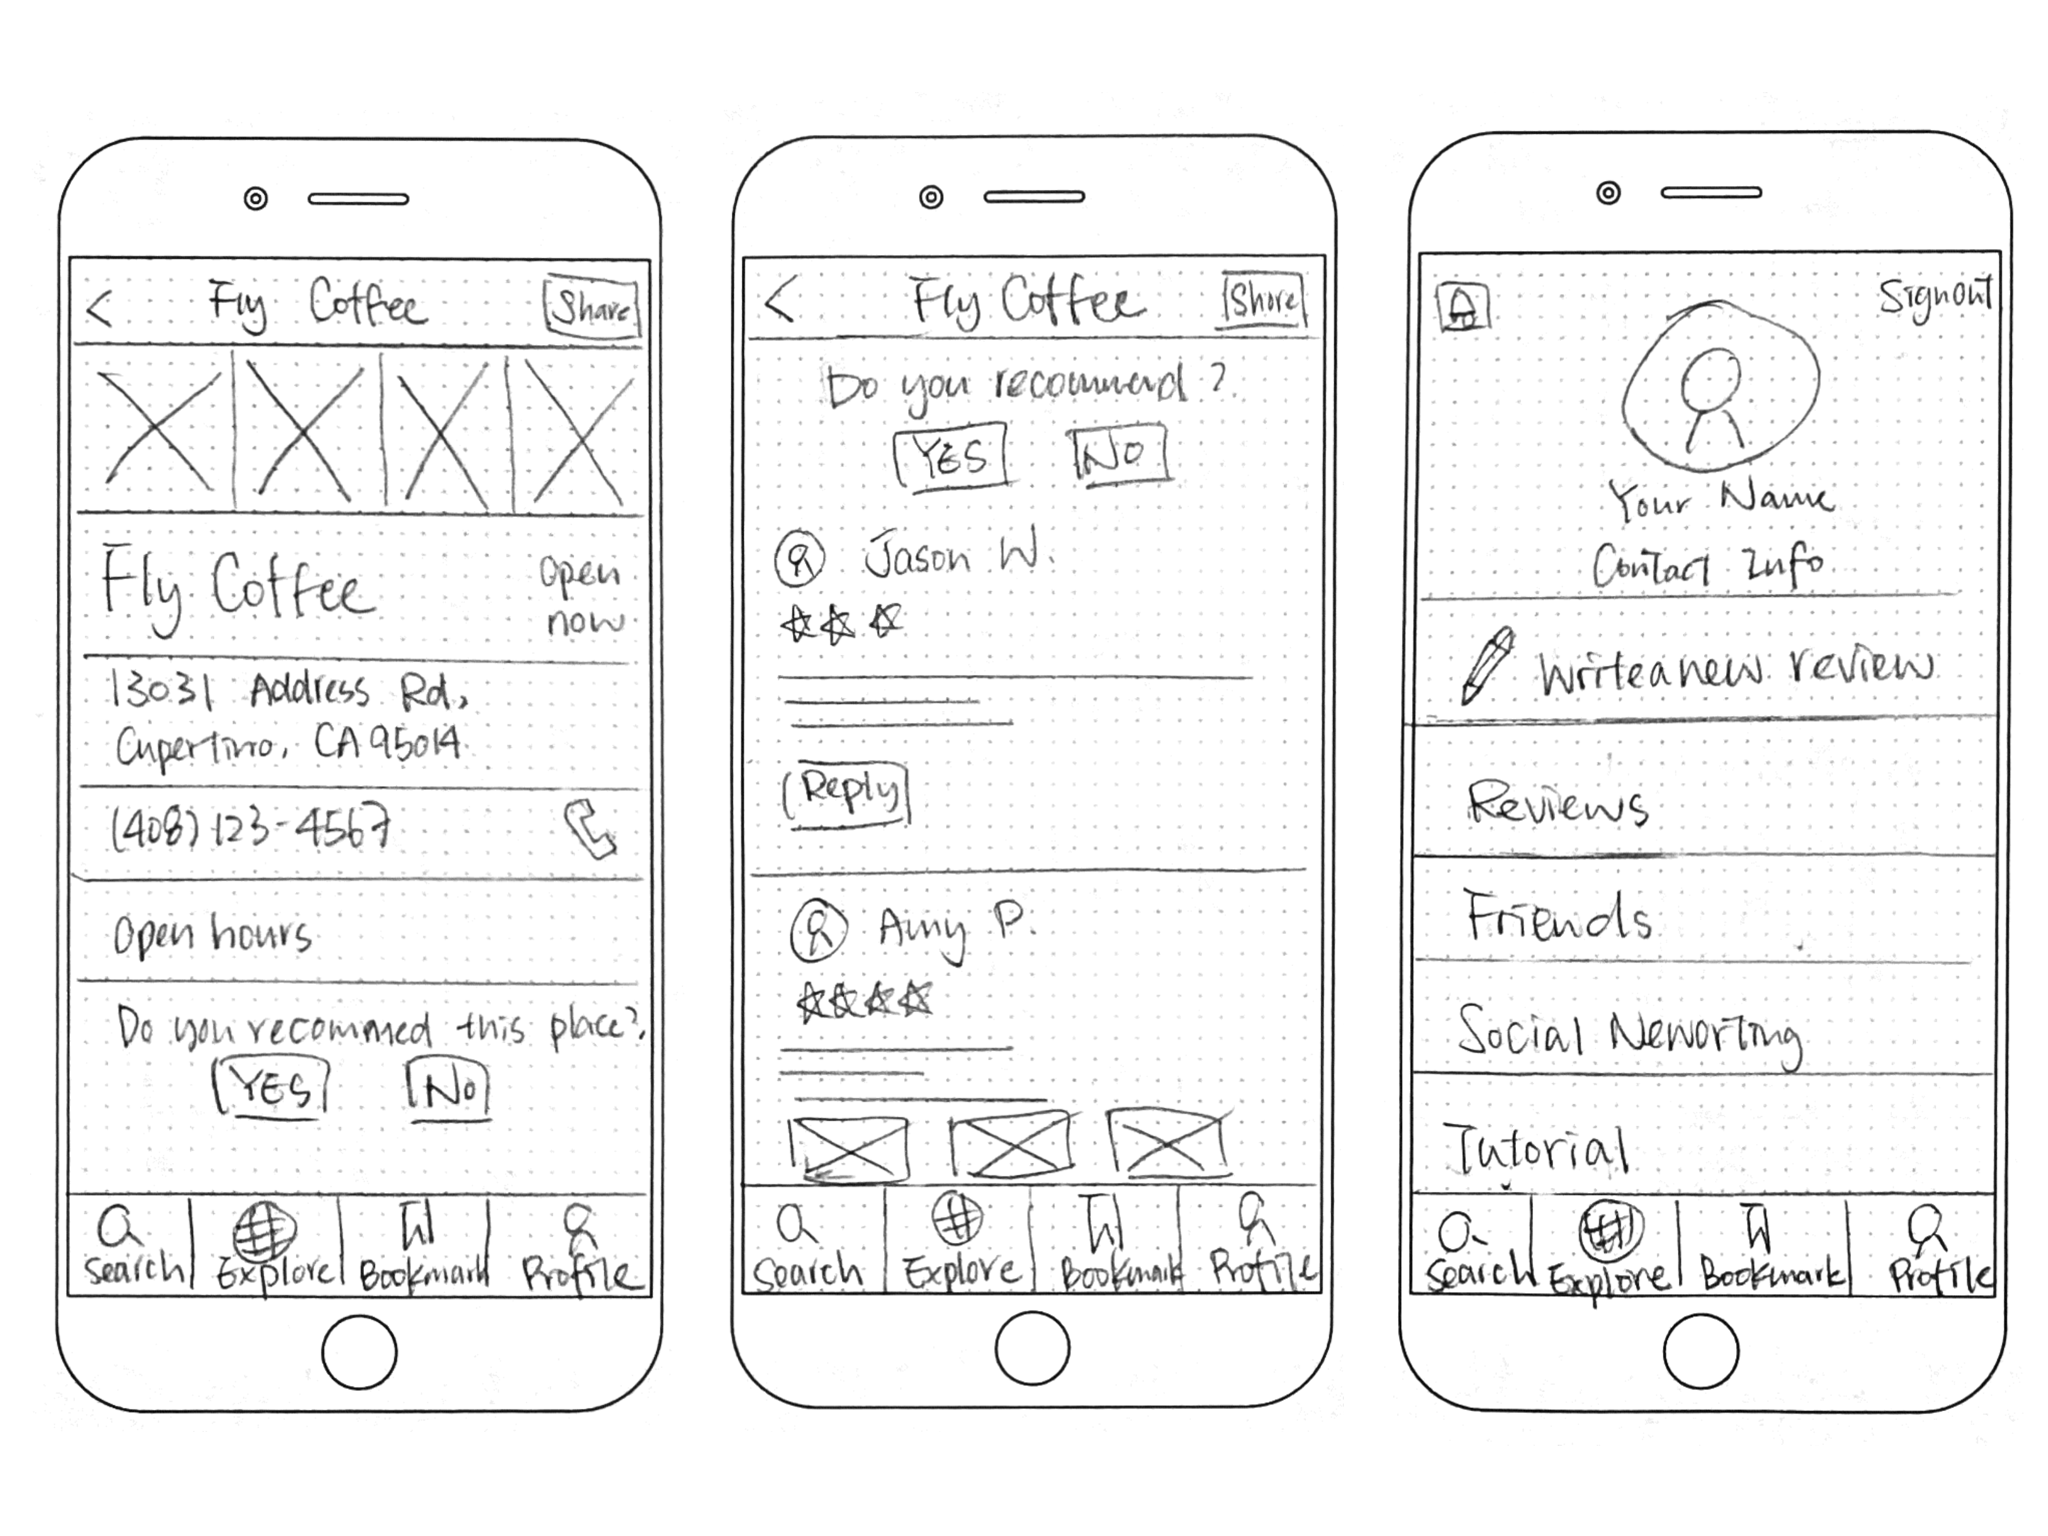 < Fly Coffee Share
Fly Coffee Open now
13031 Address Rd,
Cupertino, CA 95014
(408) 123-4567
Open hours
Do you recommed this place?
YES NO
Search Explore Bookmark Profile
< Fly Coffee Share
Do you recommend?
YES NO
Jason W.
Reply
Amy P.
Search Explore Bookmark Profile
Signout
Your Name
Contact Info
Write a new review
Reviews
Friends
Social Neworting
Tutorial
Search Explore Bookmark Profile